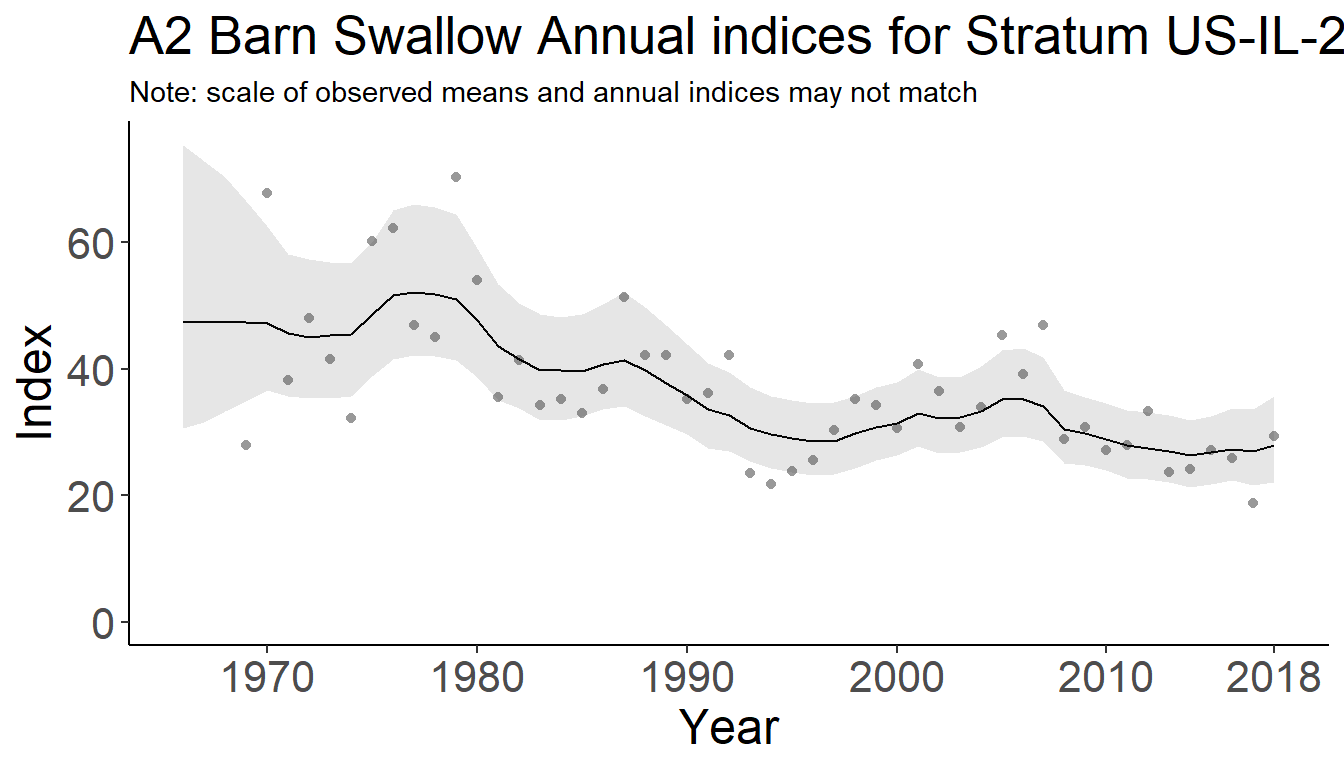 A2 Barn Swallow Annual indices for Stratum US-IL-2
Note: scale of observed means and annual indices may not match
Index
60
40
20
0
1970 1980 1990 2000 2010 2018
Year